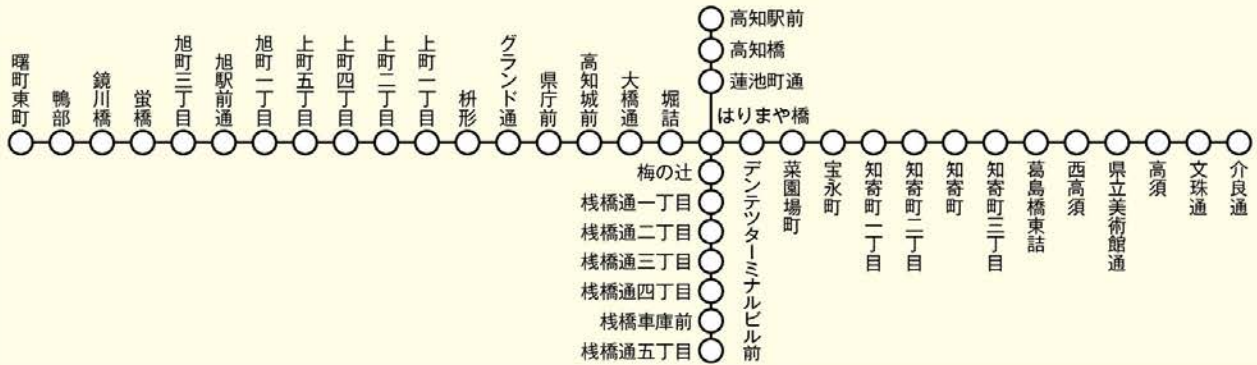 高知駅前
高知橋
蓮池町通
はりまや橋
曙町東町
鴨部
鏡川橋
蛍橋
旭町三丁目
旭駅前通
旭町一丁目
上町五丁目
上町四丁目
上町二丁目
上町一丁目
枡形
グランド通
県庁前
高知城前
大橋通
堀詰
デンテツターミナルビル前
菜園場町
宝永町
知寄町一丁目
知寄町二丁目
知寄町
知寄町三丁目
葛島橋東詰
西高須
県立美術館通
高須
文珠通
介良通
梅の辻
桟橋通一丁目
桟橋通二丁目
桟橋通三丁目
桟橋通四丁目
桟橋車庫前
桟橋通五丁目